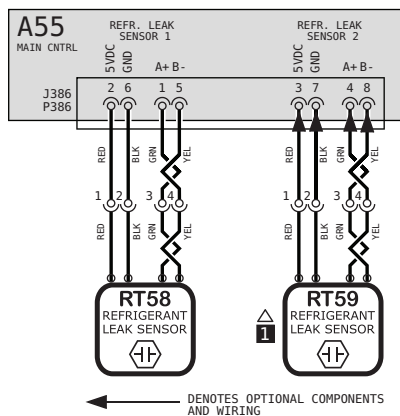 A55
MAIN CNTRL
REFR. LEAK
SENSOR 1
REFR. LEAK
SENSOR 2
5VDC GND A+ B- 5VDC GND A+ B-
J386
P386
2 6 1 5 3 7 4 8
RED BLK GRN YEL RED BLK GRN YEL
1 2 3 4 1 2 3 4
RED BLK GRN YEL RED BLK GRN YEL
RT58
REFRIGERANT
LEAK SENSOR
1
RT59
REFRIGERANT
LEAK SENSOR
DENOTES OPTIONAL COMPONENTS
AND WIRING